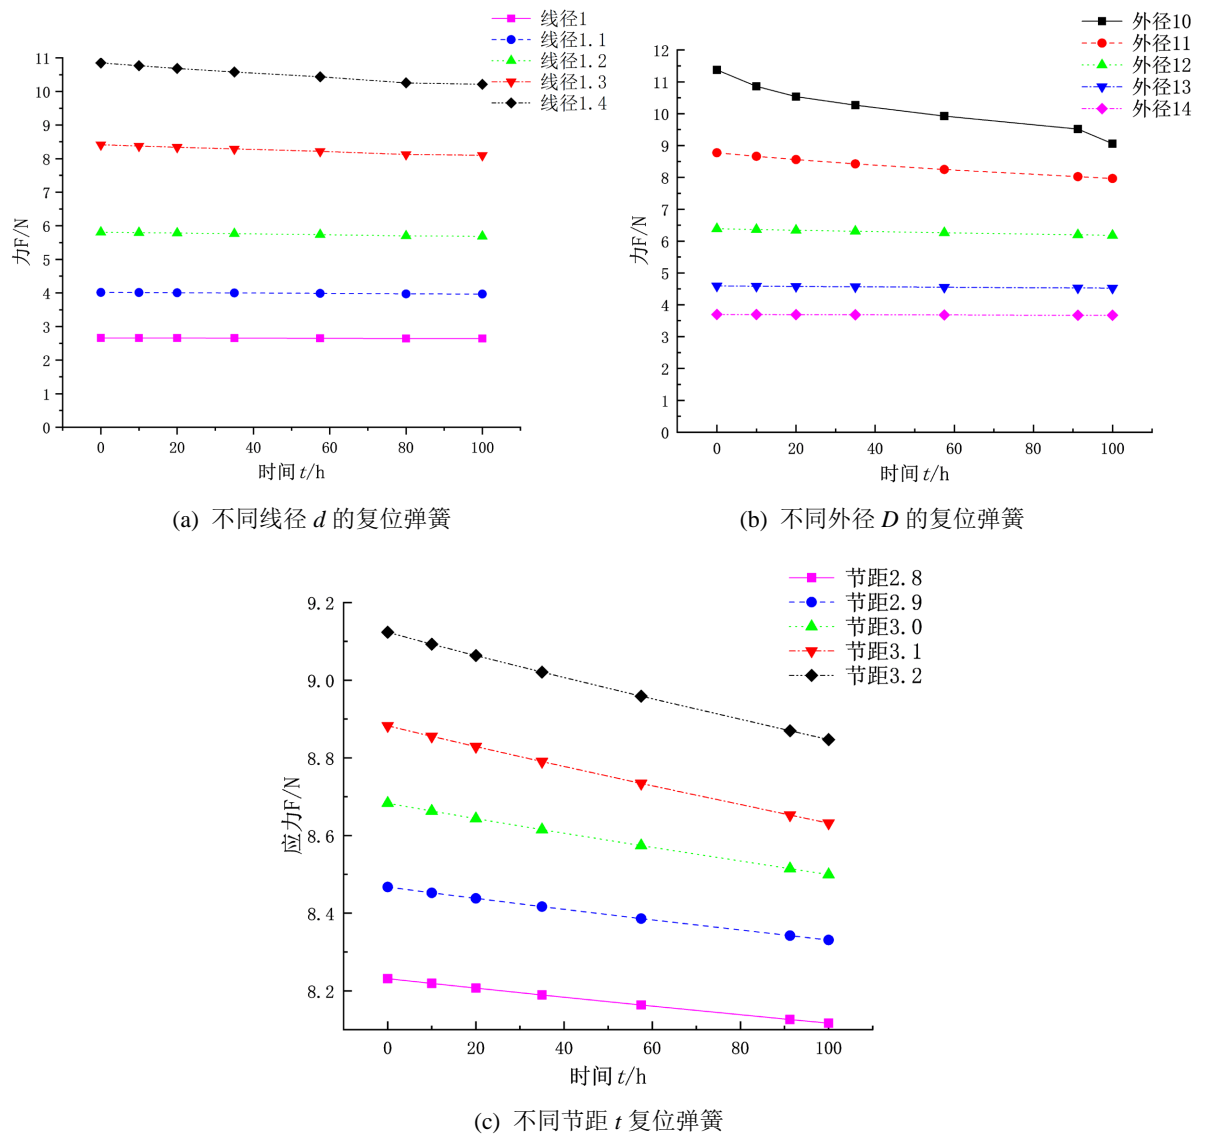 线径1
线径1.1
线径1.2
线径1.3
线径1.4
11
10
9
8
7
6
5
4
3
2
1
0
力F/N
0 20 40 60 80 100
时间 t/h
(a) 不同线径 d 的复位弹簧
外径10
外径11
外径12
外径13
外径14
12
11
10
9
8
7
6
5
4
3
2
1
0
力F/N
0 20 40 60 80 100
时间 t/h
(b) 不同外径 D 的复位弹簧
节距2.8
节距2.9
节距3.0
节距3.1
节距3.2
9.2
9.0
8.8
8.6
8.4
8.2
应力F/N
0 20 40 60 80 100
时间 t/h
(c) 不同节距 t 复位弹簧